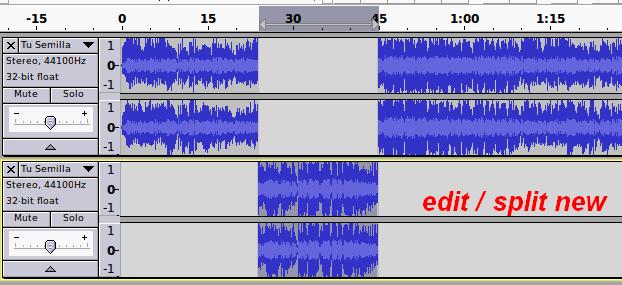 -15 0 15 30 45 1:00 1:15
Tu Semilla
Stereo, 44100Hz
32-bit float
Mute Solo
- +
1
0-
-1
1
0-
-1
Tu Semilla
Stereo, 44100Hz
32-bit float
Mute Solo
- +
1
0-
-1
1
0-
-1
edit / split new